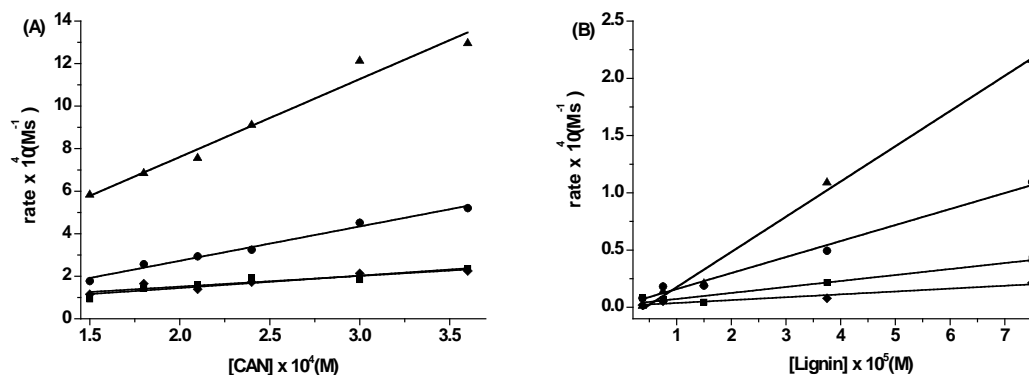 (A)
14
12
10
8
6
4
2
0
rate x 10⁴(Ms⁻¹)
1.5 2.0 2.5 3.0 3.5
[CAN] x 10⁴(M)
(B)
2.5
2.0
1.5
1.0
0.5
0.0
rate x 10⁴(Ms⁻¹)
1 2 3 4 5 6 7
[Lignin] x 10⁵(M)